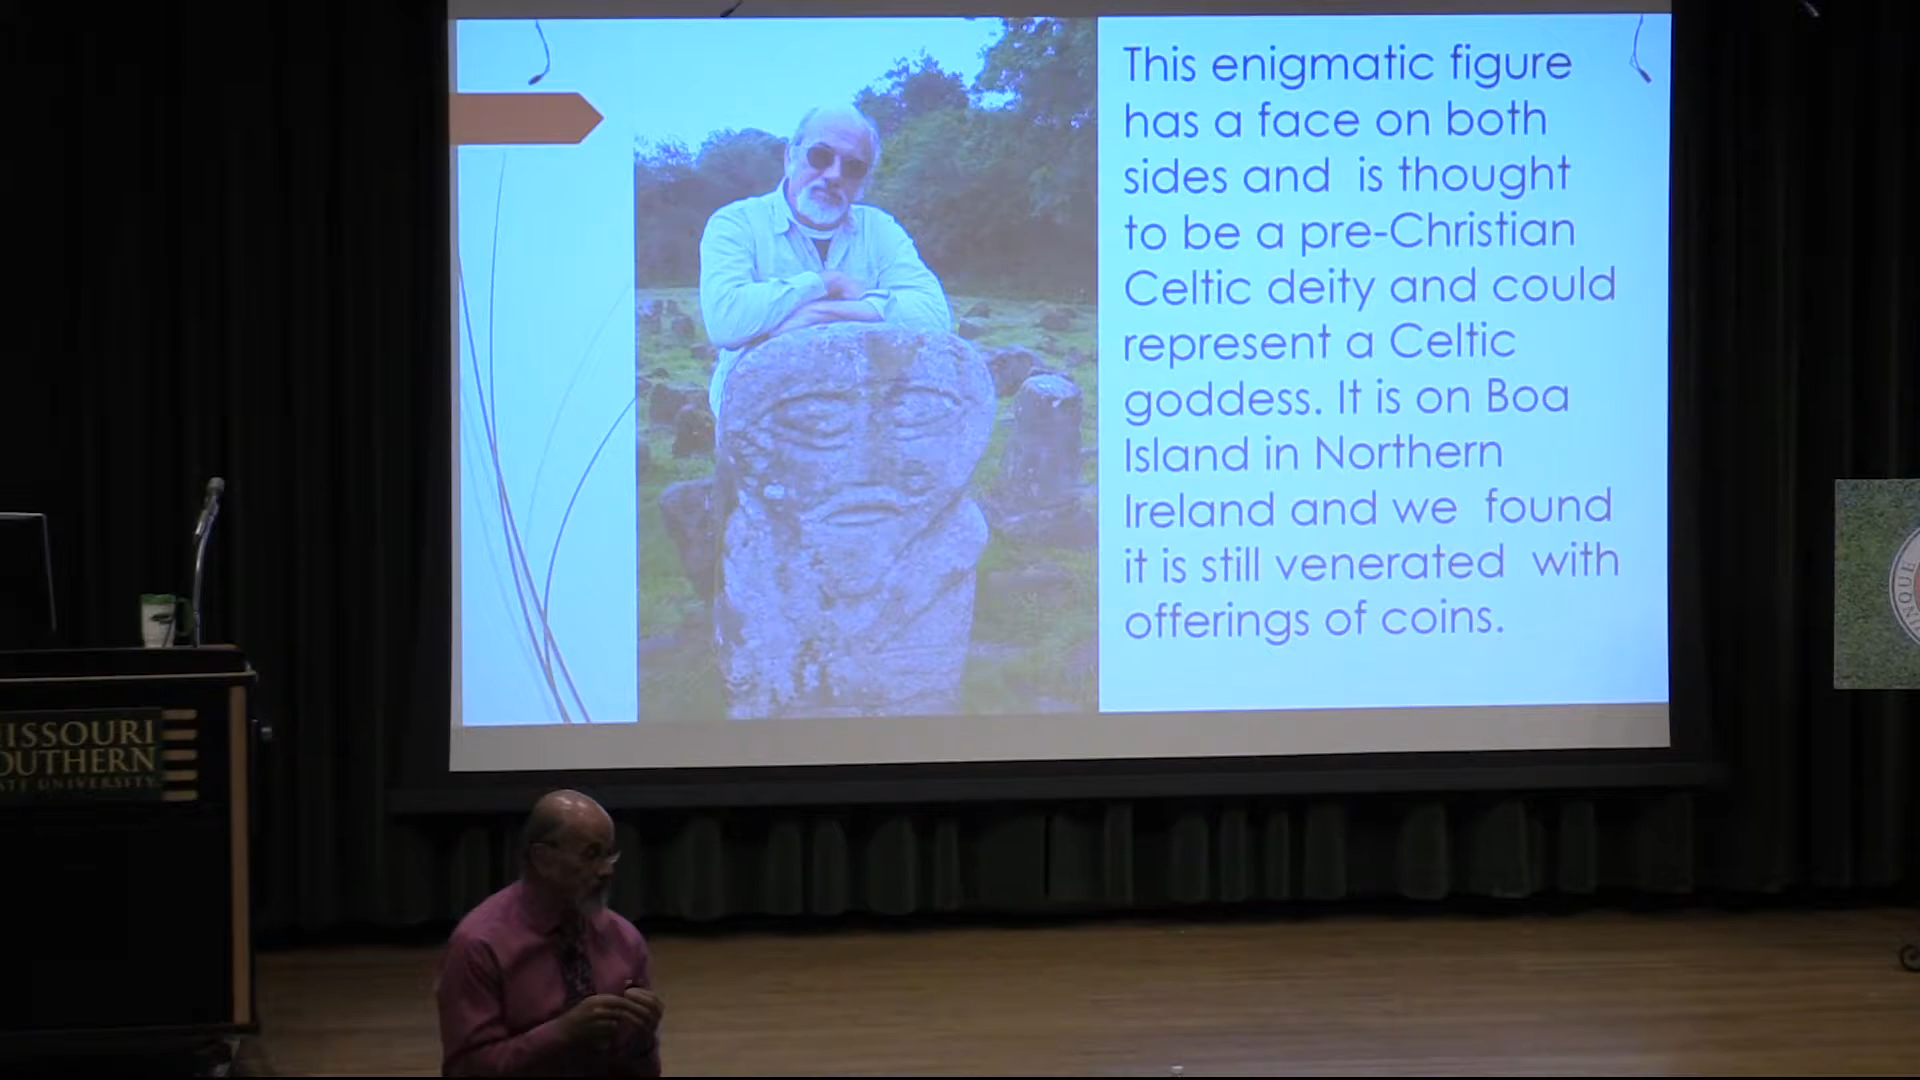 This enigmatic figure
has a face on both
sides and is thought
to be a pre-Christian
Celtic deity and could
represent a Celtic
goddess. It is on Boa
Island in Northern
Ireland and we found
it is still venerated with
offerings of coins.
ISSOURI
OUTHERN
UNIVERSITY